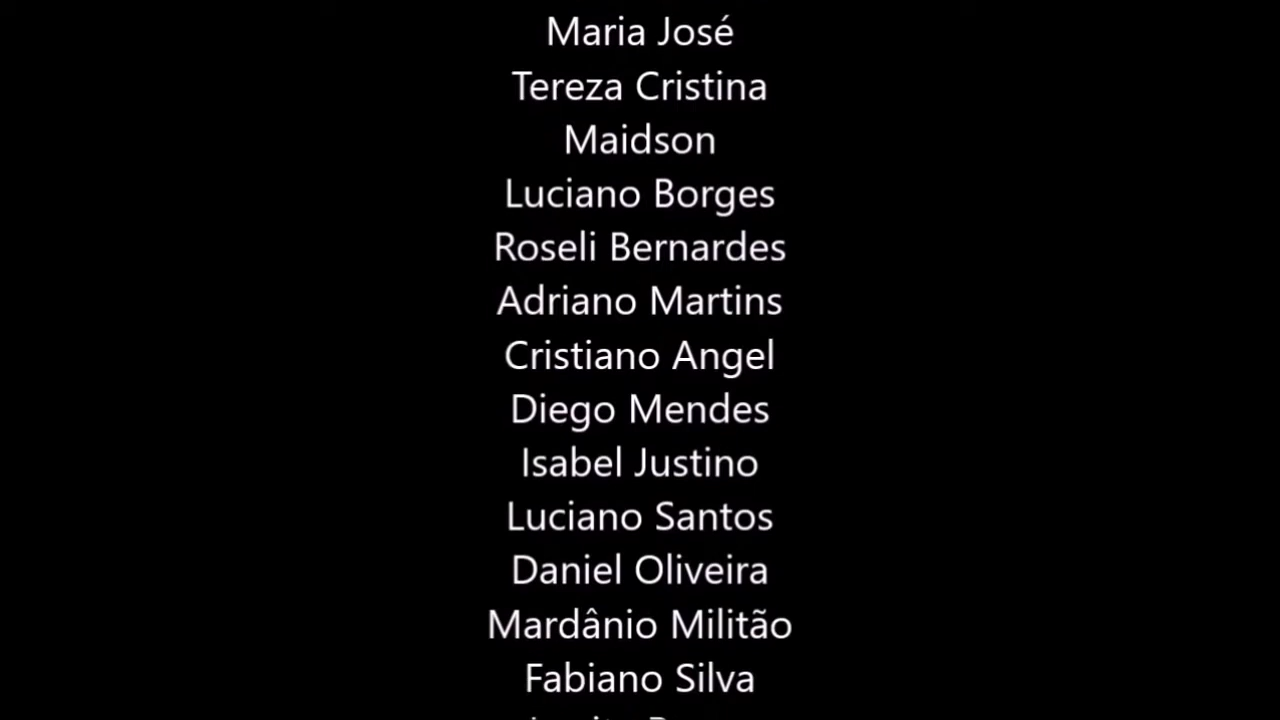 Maria José
Tereza Cristina
Maidson
Luciano Borges
Roseli Bernardes
Adriano Martins
Cristiano Angel
Diego Mendes
Isabel Justino
Luciano Santos
Daniel Oliveira
Mardânio Militão
Fabiano Silva